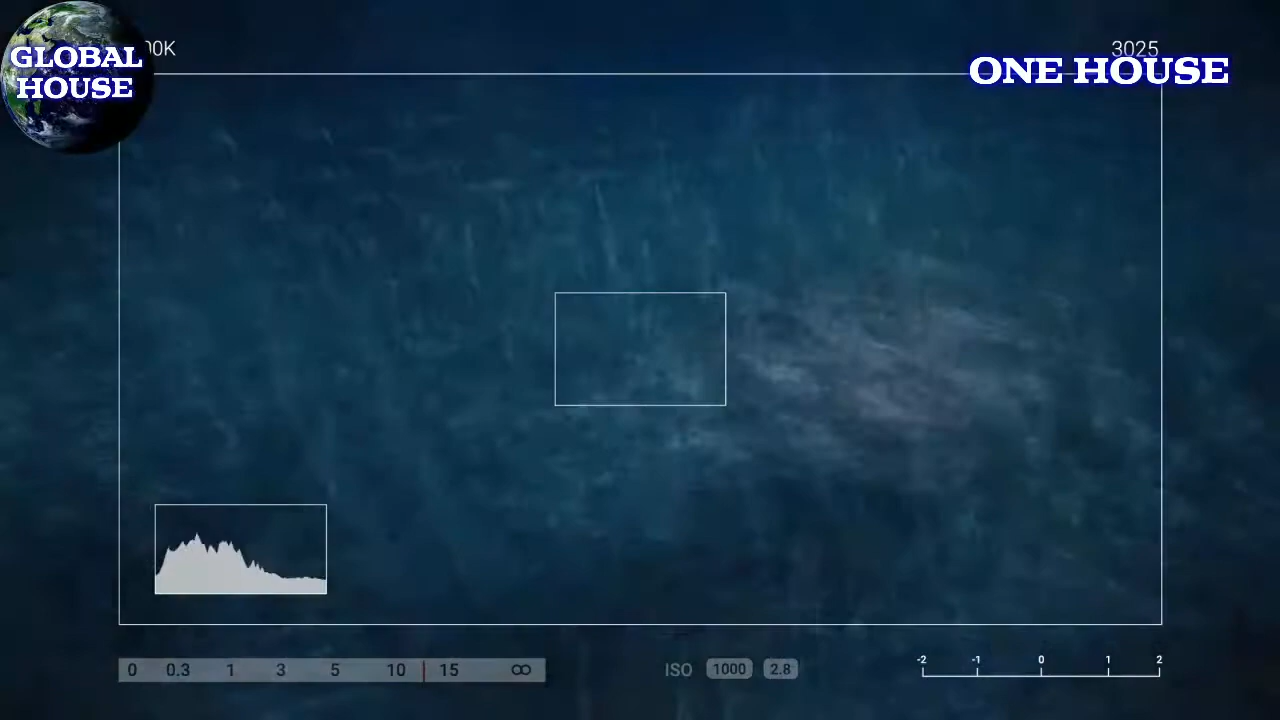 GLOBAL
HOUSE
00K
3025
ONE HOUSE
0 0.3 1 3 5 10 15 ∞
ISO 1000 2.8
-2 -1 0 1 2